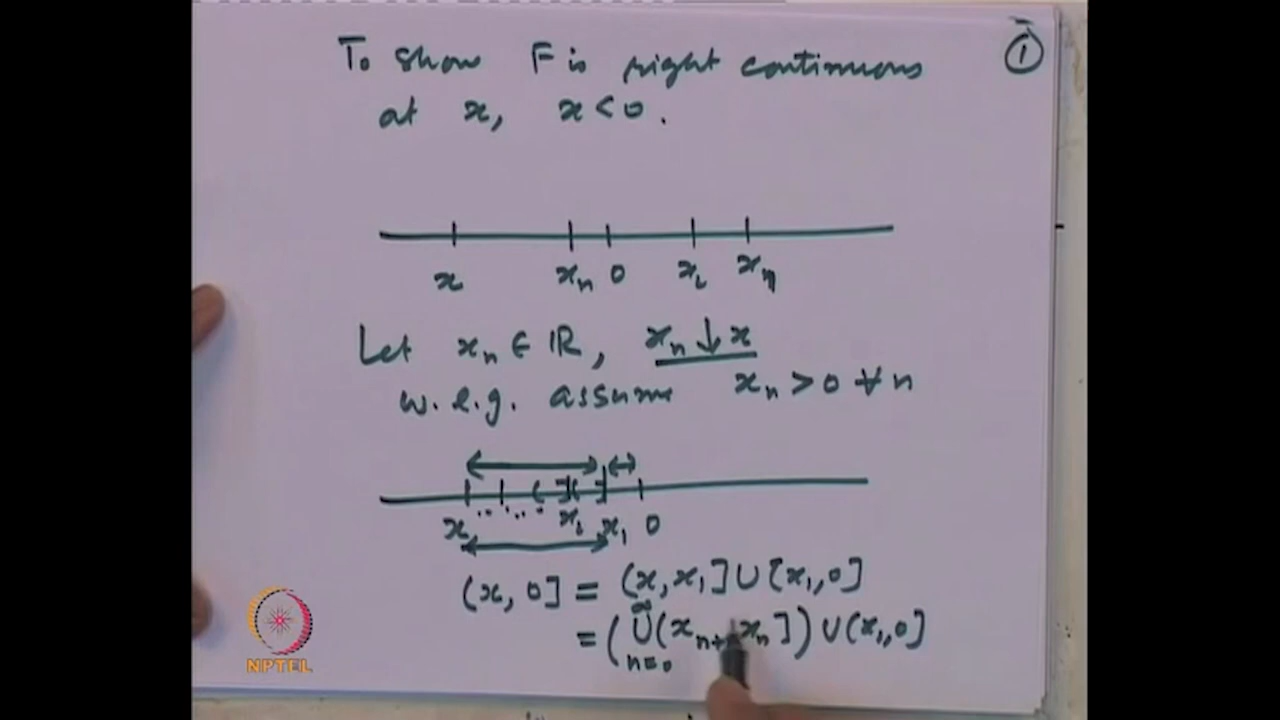 To show F is right continuous
①
at x, x < 0.
x xₙ 0 x₁ xₙ
Let xₙ ∈ ℝ, xₙ ↓ x
w.l.g. assume xₙ > 0 ∀ n
x ..... x₂ x₁ 0
(x, 0] = (x, x₁] ∪ [x₁, 0]
= (⋃ₙ₌₀^∞ (xₙ₊₁, xₙ]) ∪ (x₁, 0]
NPTEL